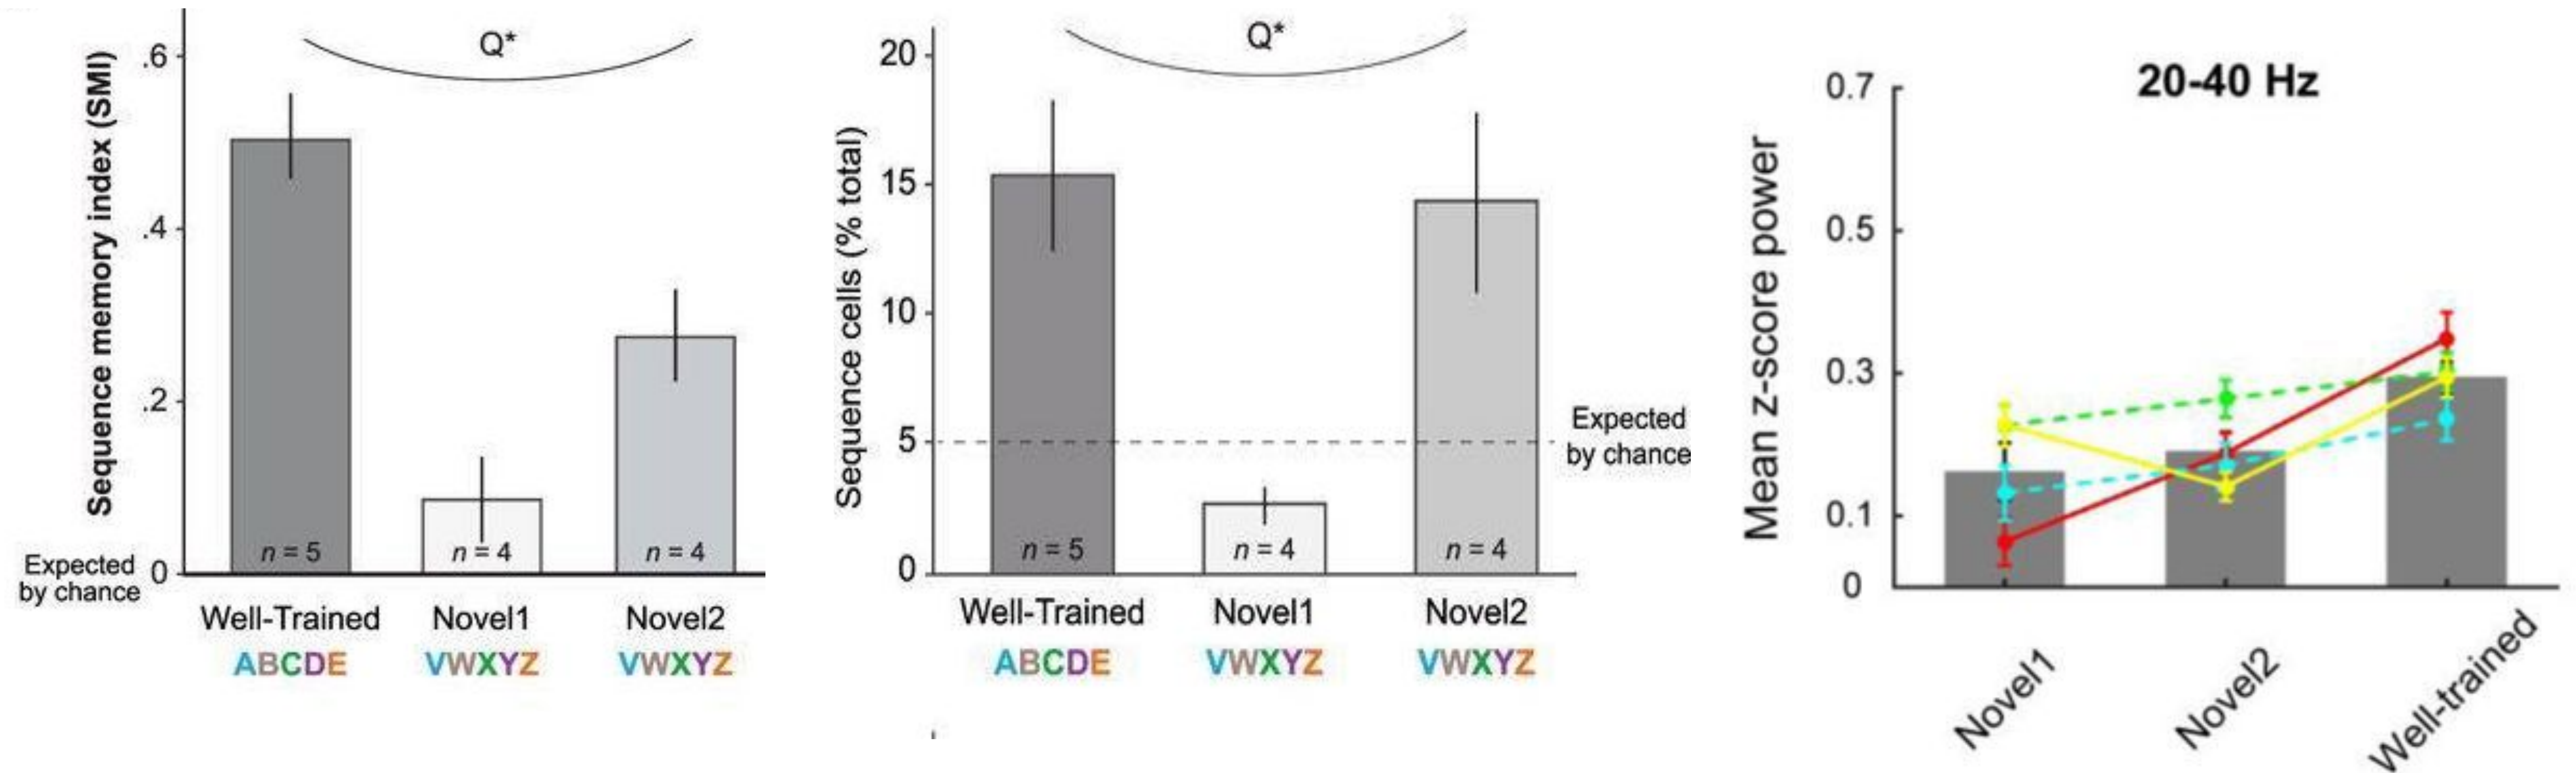 Sequence memory index (SMI)
.6
.4
.2
0
Expected
by chance
Q*
n = 5
n = 4
n = 4
Well-Trained
Novel1
Novel2
ABCDE
VWXYZ
VWXYZ
Sequence cells (% total)
20
15
10
5
0
Q*
Expected
by chance
n = 5
n = 4
n = 4
Well-Trained
Novel1
Novel2
ABCDE
VWXYZ
VWXYZ
20-40 Hz
Mean z-score power
0.7
0.5
0.3
0.1
0
Novel1
Novel2
Well-trained